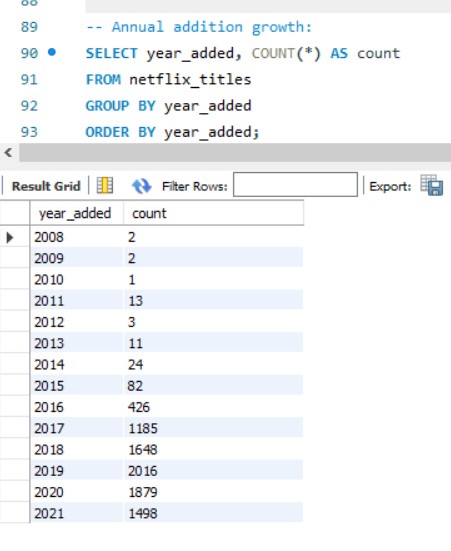 88
89 -- Annual addition growth:
90 SELECT year_added, COUNT(*) AS count
91 FROM netflix_titles
92 GROUP BY year_added
93 ORDER BY year_added;
Result Grid Filter Rows: Export:
year_added count
2008 2
2009 2
2010 1
2011 13
2012 3
2013 11
2014 24
2015 82
2016 426
2017 1185
2018 1648
2019 2016
2020 1879
2021 1498